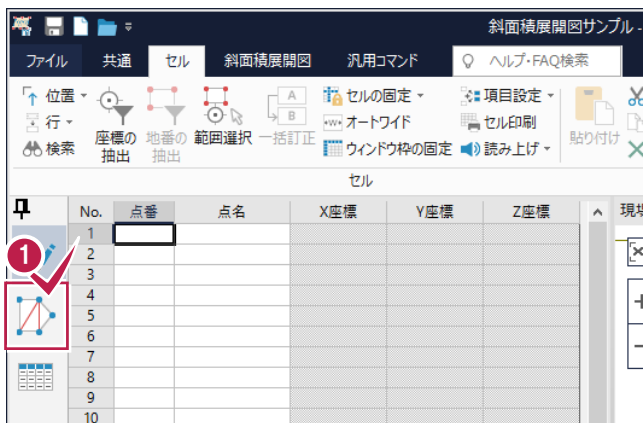 斜面積展開図サンプル -
ファイル 共通 セル 斜面積展開図 汎用コマンド ヘルプ・FAQ検索
位置 セルの固定 項目設定
行 オートワイド セル印刷
検索 座標の抽出 地番の抽出 範囲選択 一括訂正 ウィンドウ枠の固定 読み上げ 貼り付け
A
B
セル
No. 点番 点名 X座標 Y座標 Z座標 現場
1
2
3
4
5
6
7
8
9
10
1